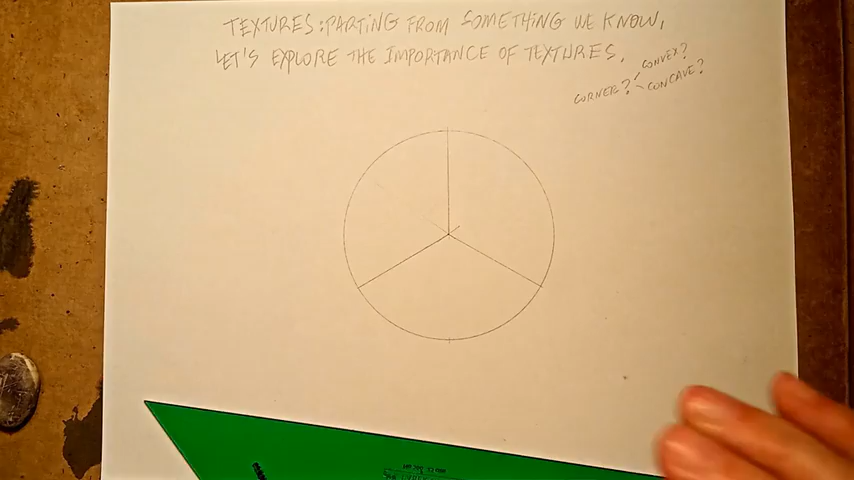 TEXTURES: PARTING FROM SOMETHING WE KNOW,
LET'S EXPLORE THE IMPORTANCE OF TEXTURES.
CONVEX?
CORNER?
CONCAVE?